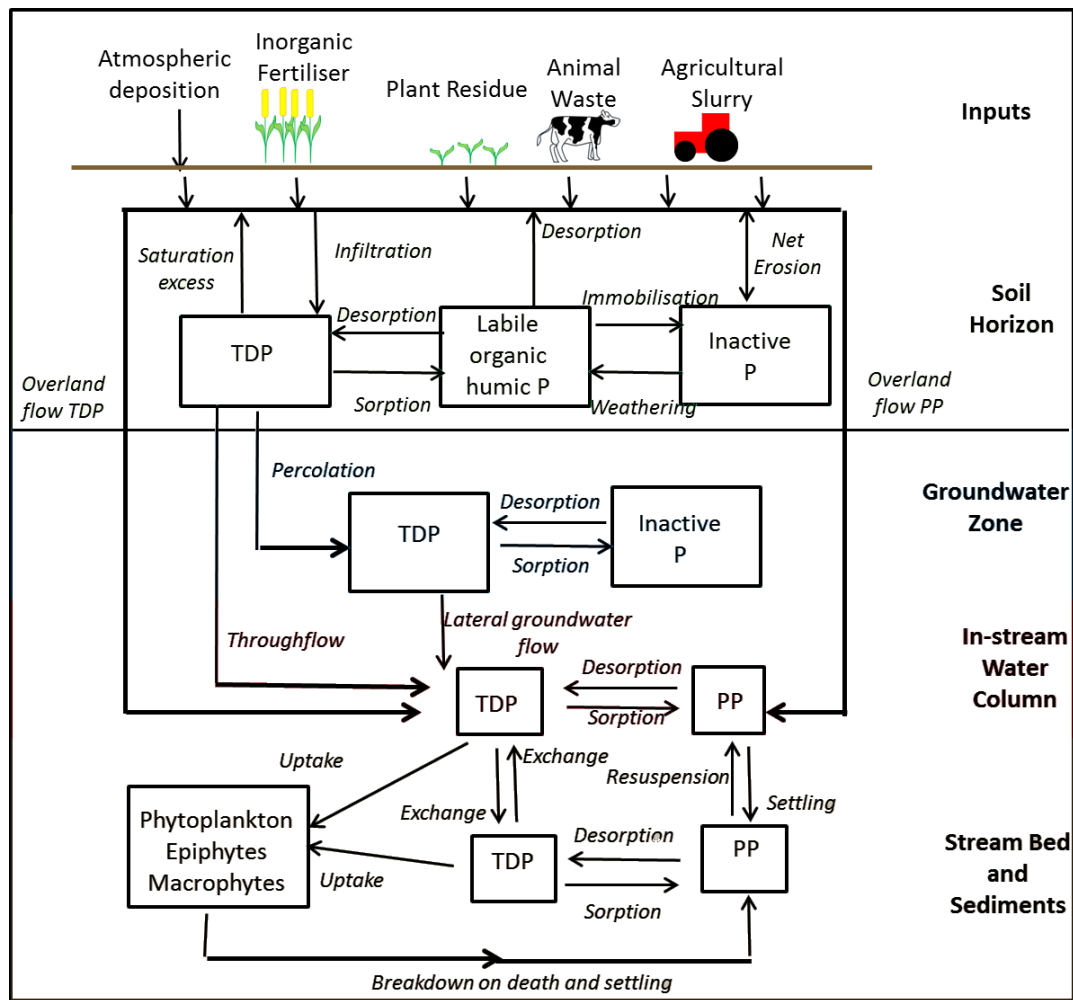 Atmospheric
deposition
Inorganic
Fertiliser
Plant Residue
Animal
Waste
Agricultural
Slurry
Inputs
Saturation
excess
Infiltration
Desorption
Net
Erosion
Soil
Horizon
Desorption
Immobilisation
TDP
Labile
organic
humic P
Inactive
P
Sorption
Weathering
Overland
flow TDP
Overland
flow PP
Percolation
Groundwater
Zone
TDP
Desorption
Sorption
Inactive
P
Throughflow
Lateral groundwater
flow
In-stream
Water
Column
Desorption
Sorption
TDP
PP
Uptake
Exchange
Exchange
Resuspension
Settling
Phytoplankton
Epiphytes
Macrophytes
Uptake
TDP
Desorption
Sorption
PP
Stream Bed
and
Sediments
Breakdown on death and settling